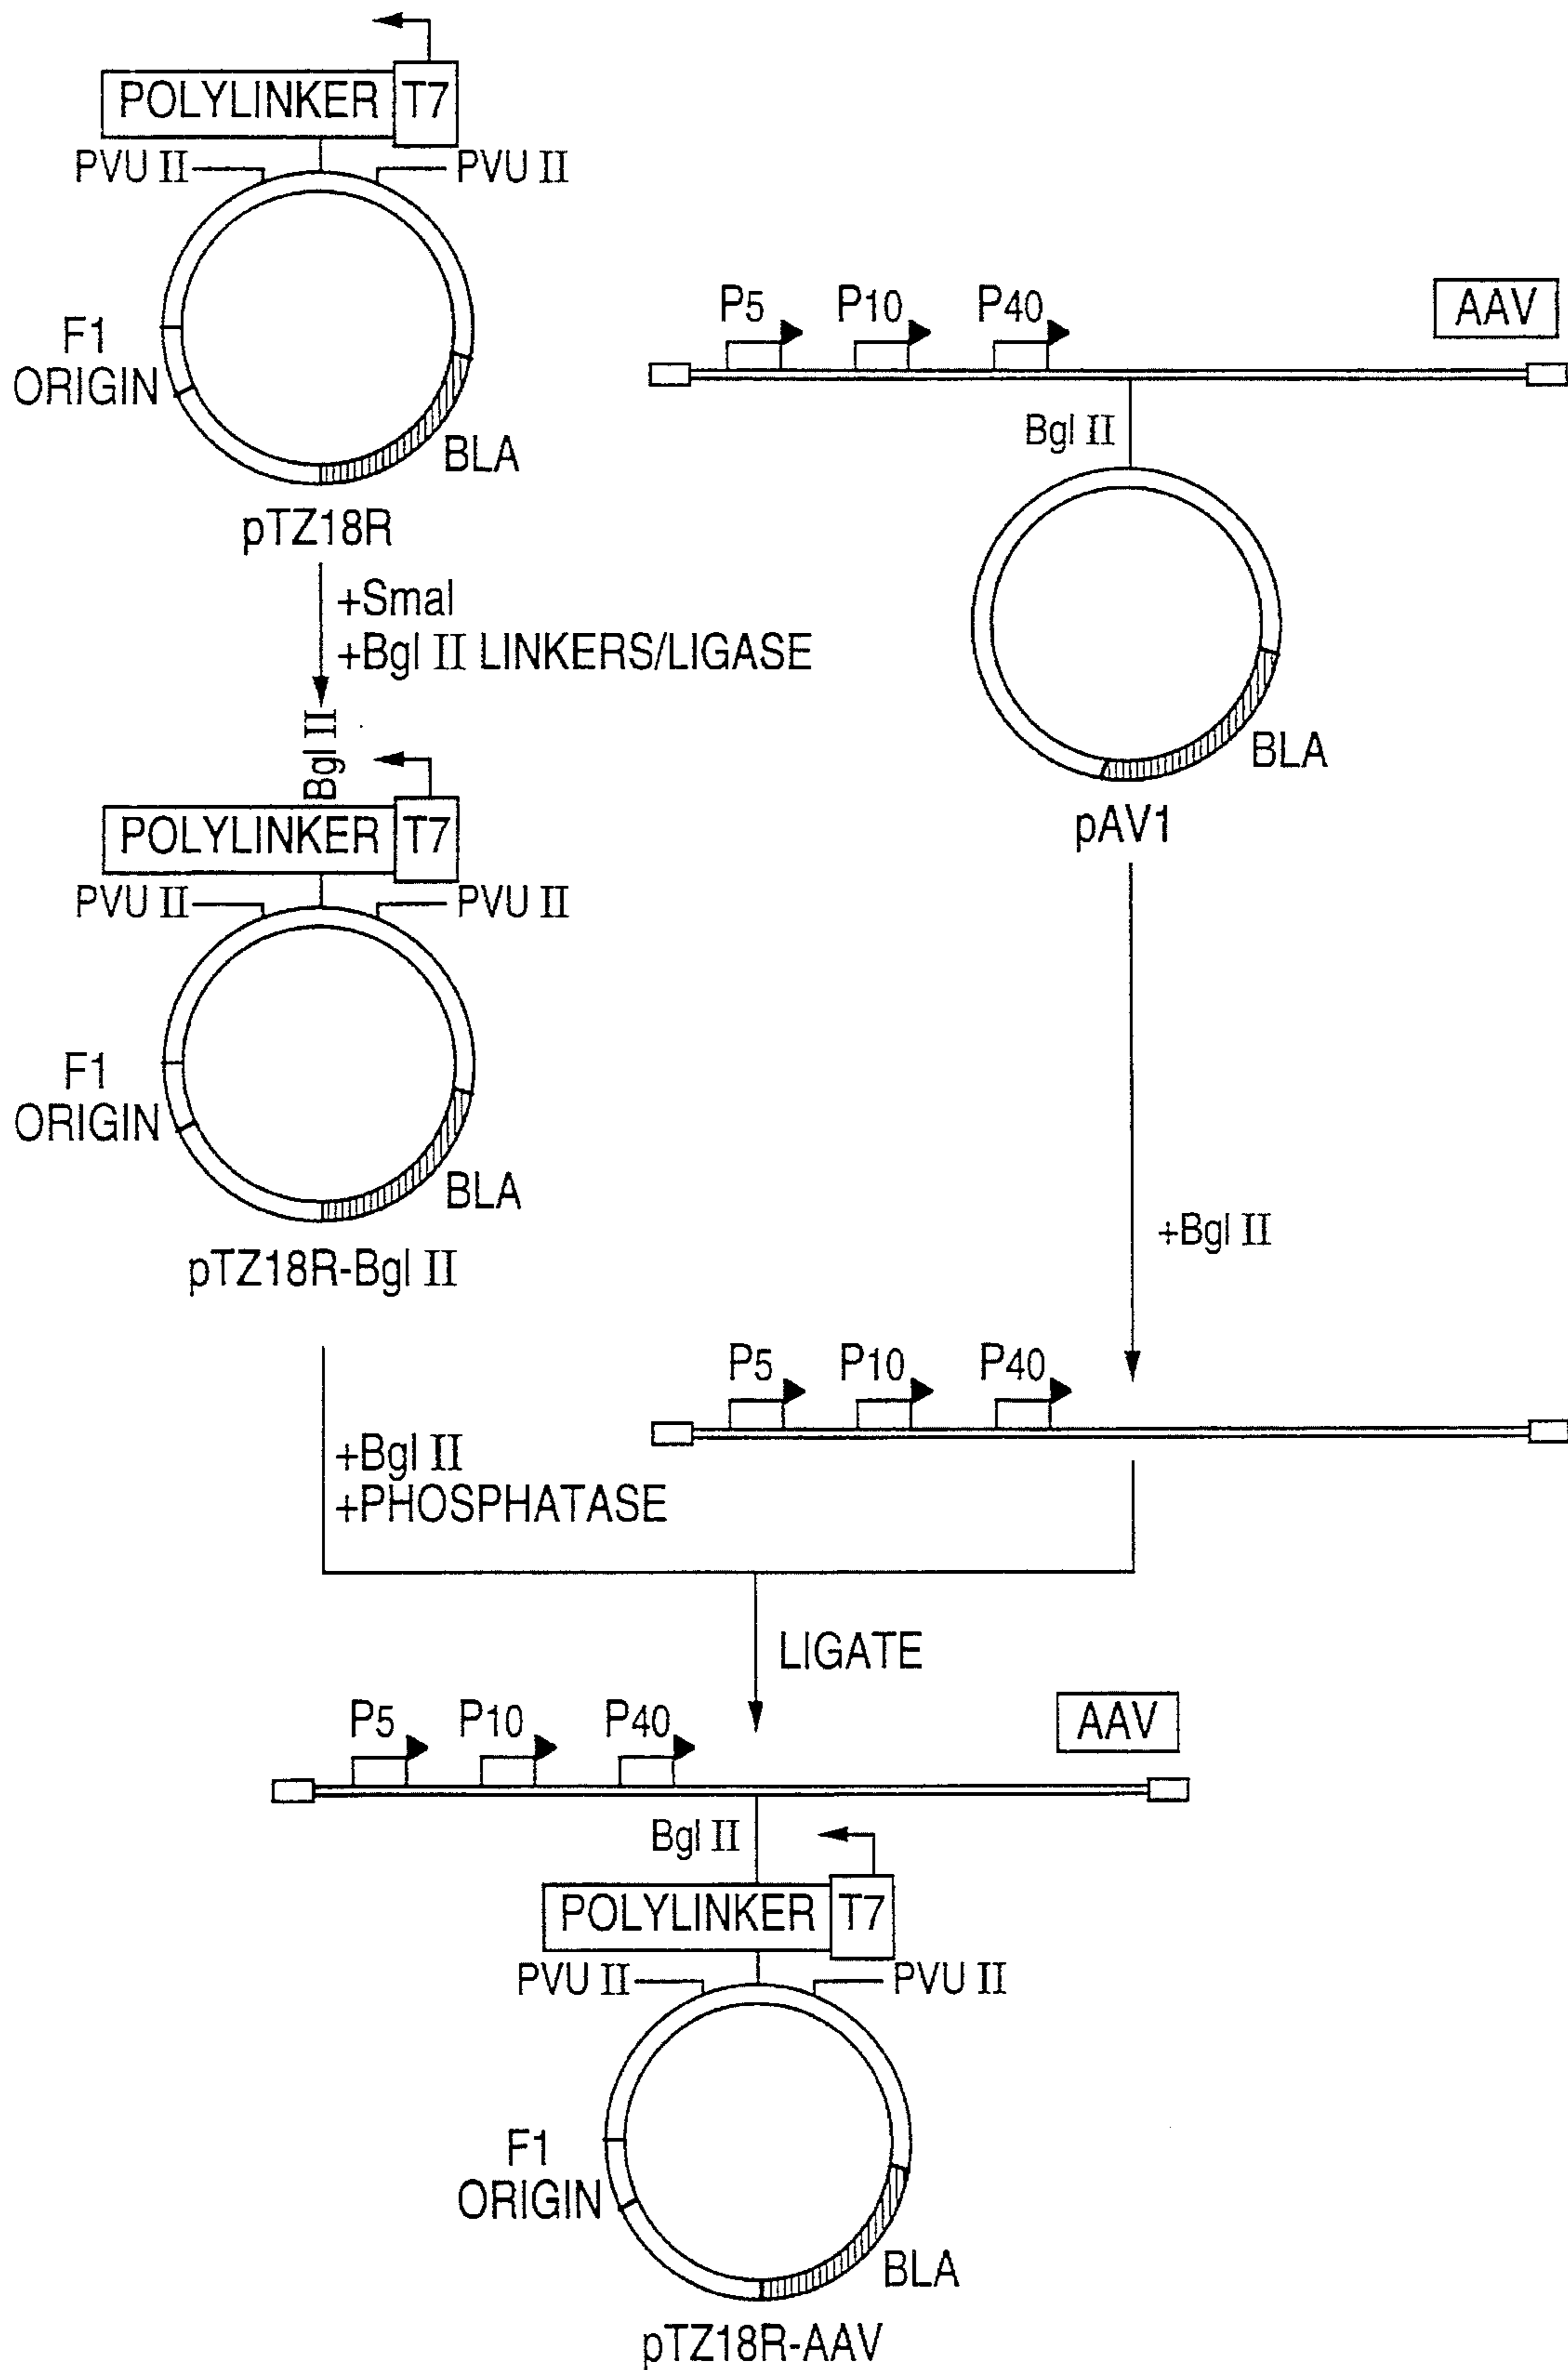 POLYLINKER T7
PVU II PVU II
F1
ORIGIN
BLA
pTZ18R
+SmaI
+Bgl II LINKERS/LIGASE
P5 P10 P40
AAV
Bgl II
BLA
pAV1
Bgl II
POLYLINKER T7
PVU II PVU II
F1
ORIGIN
BLA
pTZ18R-Bgl II
+Bgl II
P5 P10 P40
+Bgl II
+PHOSPHATASE
LIGATE
P5 P10 P40
AAV
Bgl II
POLYLINKER T7
PVU II PVU II
F1
ORIGIN
BLA
pTZ18R-AAV